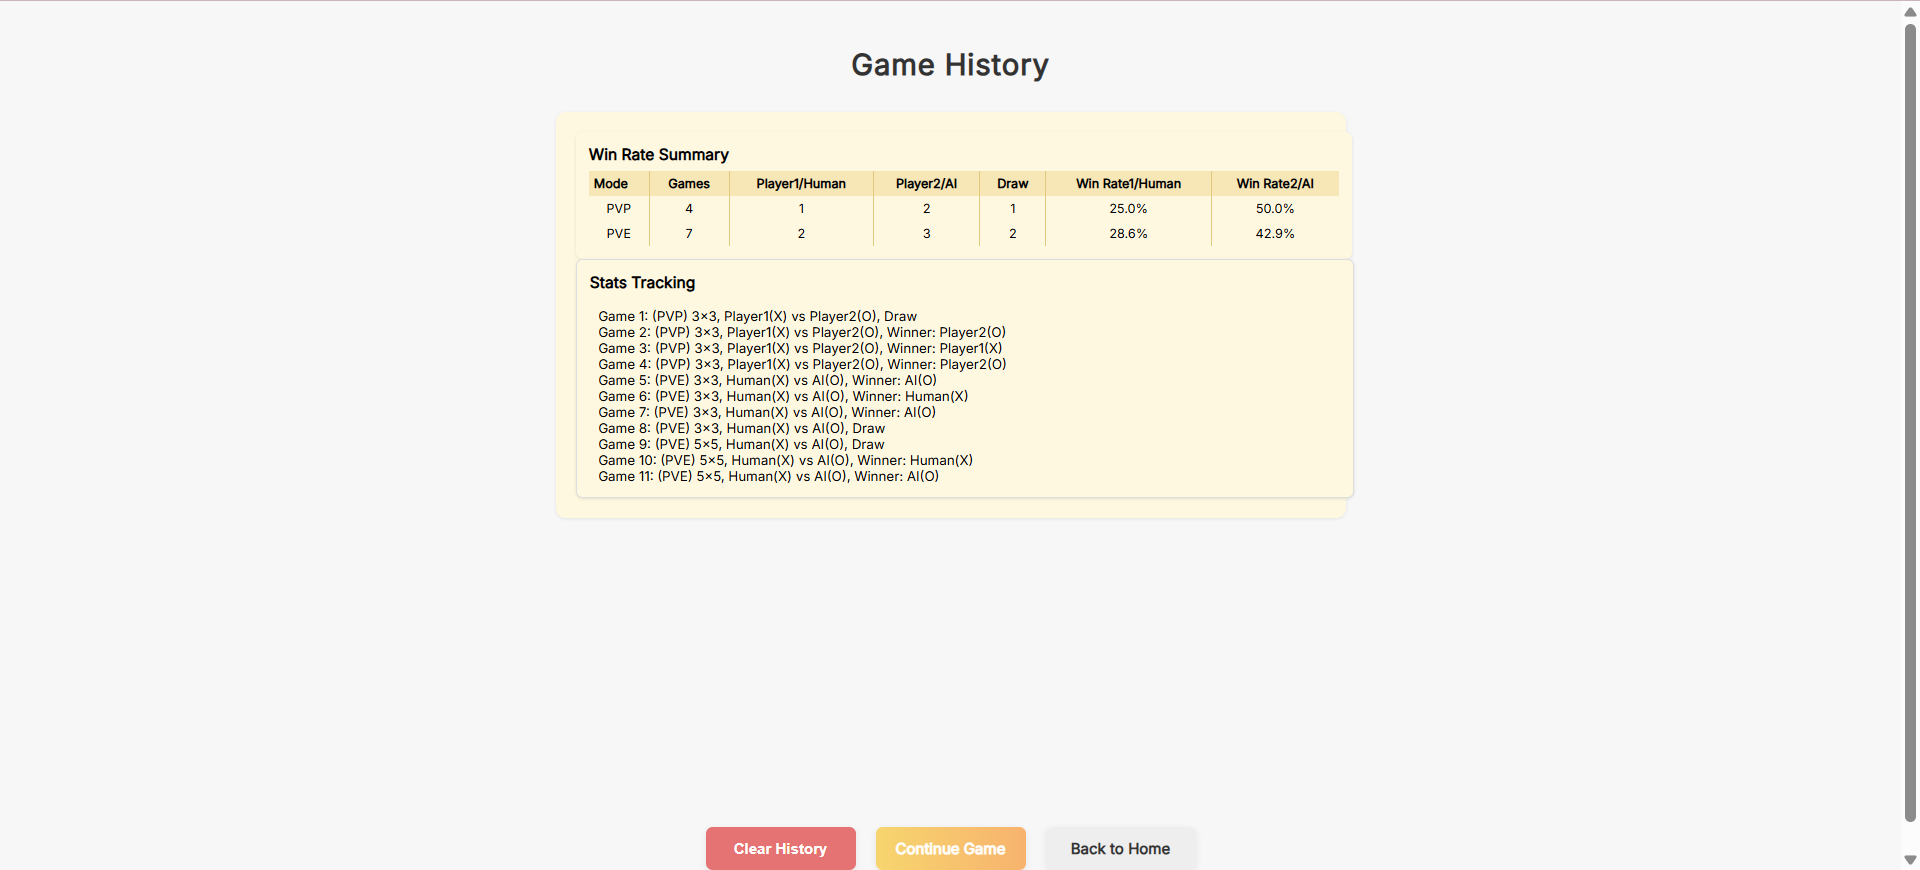 Game History
Win Rate Summary
Mode Games Player1/Human Player2/AI Draw Win Rate1/Human Win Rate2/AI
PVP 4 1 2 1 25.0% 50.0%
PVE 7 2 3 2 28.6% 42.9%
Stats Tracking
Game 1: (PVP) 3×3, Player1(X) vs Player2(O), Draw
Game 2: (PVP) 3×3, Player1(X) vs Player2(O), Winner: Player2(O)
Game 3: (PVP) 3×3, Player1(X) vs Player2(O), Winner: Player1(X)
Game 4: (PVP) 3×3, Player1(X) vs Player2(O), Winner: Player2(O)
Game 5: (PVE) 3×3, Human(X) vs AI(O), Winner: AI(O)
Game 6: (PVE) 3×3, Human(X) vs AI(O), Winner: Human(X)
Game 7: (PVE) 3×3, Human(X) vs AI(O), Winner: AI(O)
Game 8: (PVE) 3×3, Human(X) vs AI(O), Draw
Game 9: (PVE) 5×5, Human(X) vs AI(O), Draw
Game 10: (PVE) 5×5, Human(X) vs AI(O), Winner: Human(X)
Game 11: (PVE) 5×5, Human(X) vs AI(O), Winner: AI(O)
Clear History Continue Game Back to Home